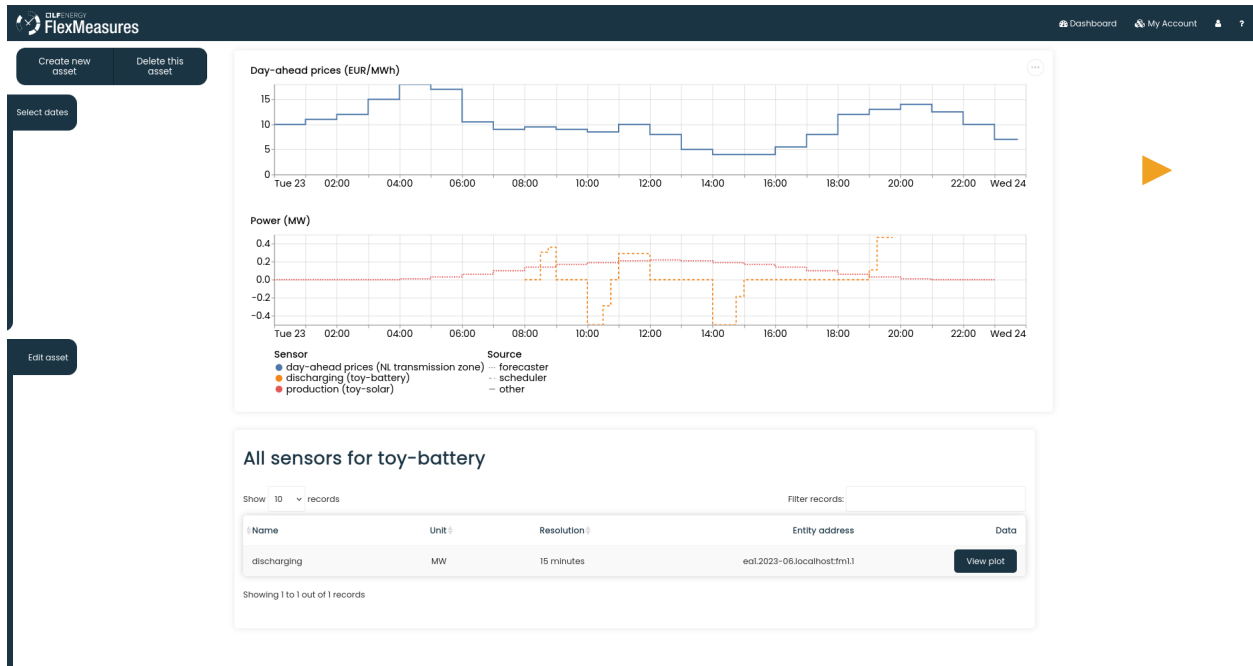 LFENERGY
FlexMeasures
Dashboard My Account ?
Create new asset
Delete this asset
Select dates
Edit asset
Day-ahead prices (EUR/MWh)
15
10
5
0
Tue 23 02:00 04:00 06:00 08:00 10:00 12:00 14:00 16:00 18:00 20:00 22:00 Wed 24
Power (MW)
0.4
0.2
0.0
−0.2
−0.4
Tue 23 02:00 04:00 06:00 08:00 10:00 12:00 14:00 16:00 18:00 20:00 22:00 Wed 24
Sensor Source
day-ahead prices (NL transmission zone) forecaster
discharging (toy-battery) scheduler
production (toy-solar) other
All sensors for toy-battery
Show 10 records Filter records:
Name Unit Resolution Entity address Data
discharging MW 15 minutes ea1.2023-06.localhost:fm1.1 View plot
Showing 1 to 1 out of 1 records